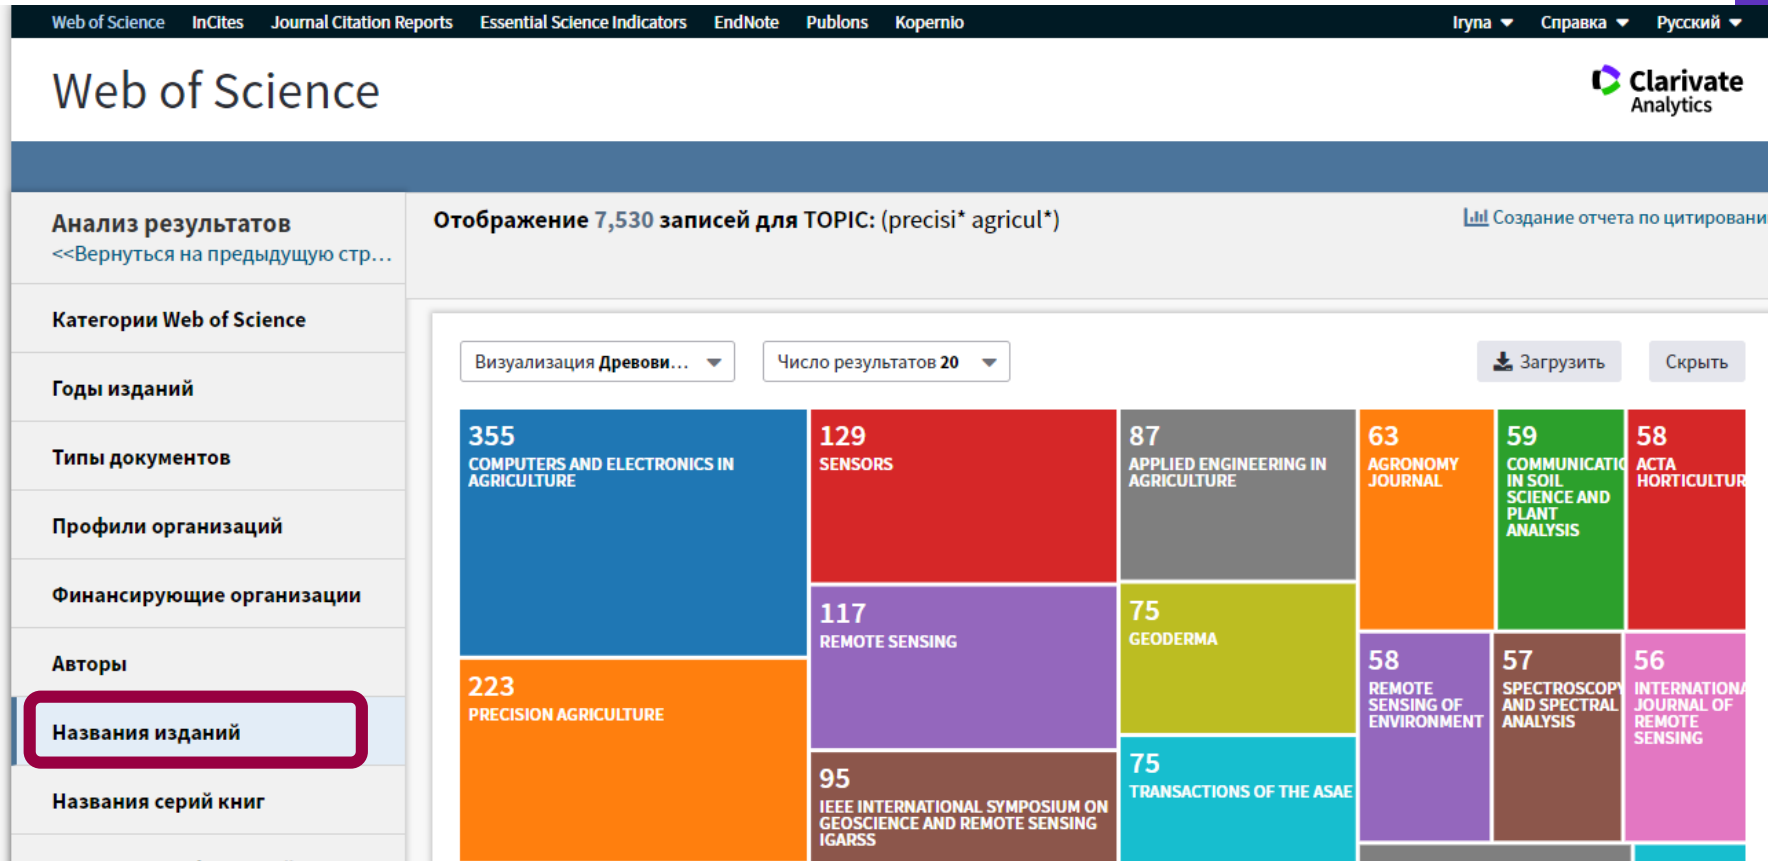 Web of Science InCites Journal Citation Reports Essential Science Indicators EndNote Publons Kopernio Iryna Справка Русский
Web of Science
Clarivate
Analytics
Анализ результатов
<<Вернуться на предыдущую стр...
Отображение 7,530 записей для TOPIC: (precisi* agricul*)
Создание отчета по цитировани
Категории Web of Science
Годы изданий
Типы документов
Профили организаций
Финансирующие организации
Авторы
Названия изданий
Названия серий книг
Визуализация Древови... Число результатов 20 Загрузить Скрыть
355
COMPUTERS AND ELECTRONICS IN
AGRICULTURE
223
PRECISION AGRICULTURE
129
SENSORS
117
REMOTE SENSING
95
IEEE INTERNATIONAL SYMPOSIUM ON
GEOSCIENCE AND REMOTE SENSING
IGARSS
87
APPLIED ENGINEERING IN
AGRICULTURE
75
GEODERMA
75
TRANSACTIONS OF THE ASAE
63
AGRONOMY
JOURNAL
59
COMMUNICATIO
IN SOIL
SCIENCE AND
PLANT
ANALYSIS
58
ACTA
HORTICULTUR
58
REMOTE
SENSING OF
ENVIRONMENT
57
SPECTROSCOPY
AND SPECTRAL
ANALYSIS
56
INTERNATIONA
JOURNAL OF
REMOTE
SENSING